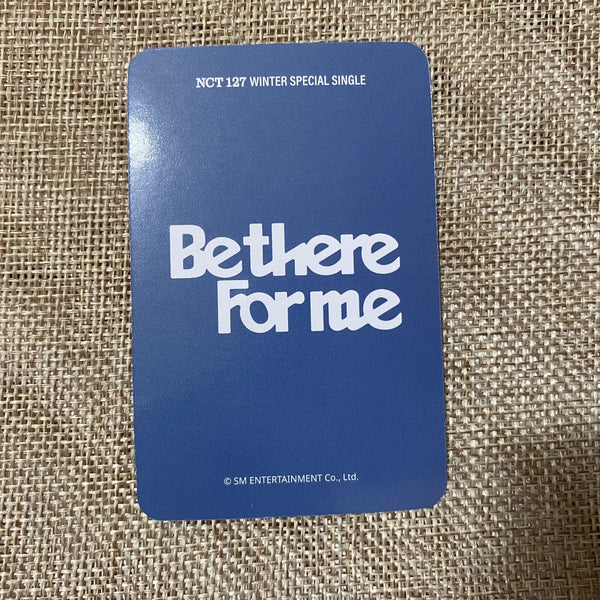 NCT 127 WINTER SPECIAL SINGLE
Be there
For me
© SM ENTERTAINMENT Co., Ltd.